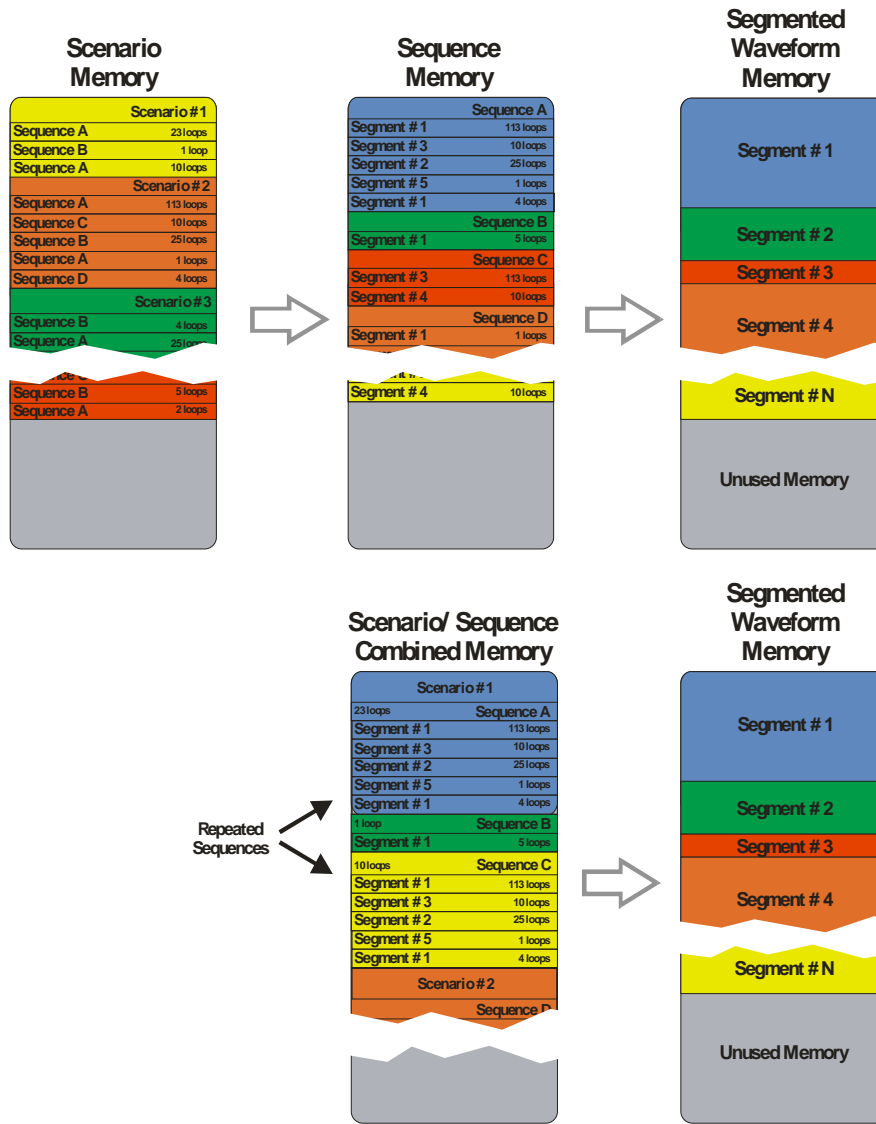 Scenario
Memory
Scenario # 1
Sequence A 23 loops
Sequence B 1 loop
Sequence A 10 loops
Scenario # 2
Sequence A 113 loops
Sequence C 10 loops
Sequence B 25 loops
Sequence A 1 loops
Sequence D 4 loops
Scenario # 3
Sequence B 4 loops
Sequence A 25 loops
Sequence B 5 loops
Sequence A 2 loops
Sequence
Memory
Sequence A
Segment # 1 113 loops
Segment # 3 10 loops
Segment # 2 25 loops
Segment # 5 1 loops
Segment # 1 4 loops
Sequence B
Segment # 1 5 loops
Sequence C
Segment # 3 113 loops
Segment # 4 10 loops
Sequence D
Segment # 1 1 loops
Segment # 4 10 loops
Segmented
Waveform
Memory
Segment # 1
Segment # 2
Segment # 3
Segment # 4
Segment # N
Unused Memory
Repeated
Sequences
Scenario/ Sequence
Combined Memory
Scenario # 1
23 loops Sequence A
Segment # 1 113 loops
Segment # 3 10 loops
Segment # 2 25 loops
Segment # 5 1 loops
Segment # 1 4 loops
1 loop Sequence B
Segment # 1 5 loops
10 loops Sequence C
Segment # 1 113 loops
Segment # 3 10 loops
Segment # 2 25 loops
Segment # 5 1 loops
Segment # 1 4 loops
Scenario # 2
Sequence D
Segmented
Waveform
Memory
Segment # 1
Segment # 2
Segment # 3
Segment # 4
Segment # N
Unused Memory